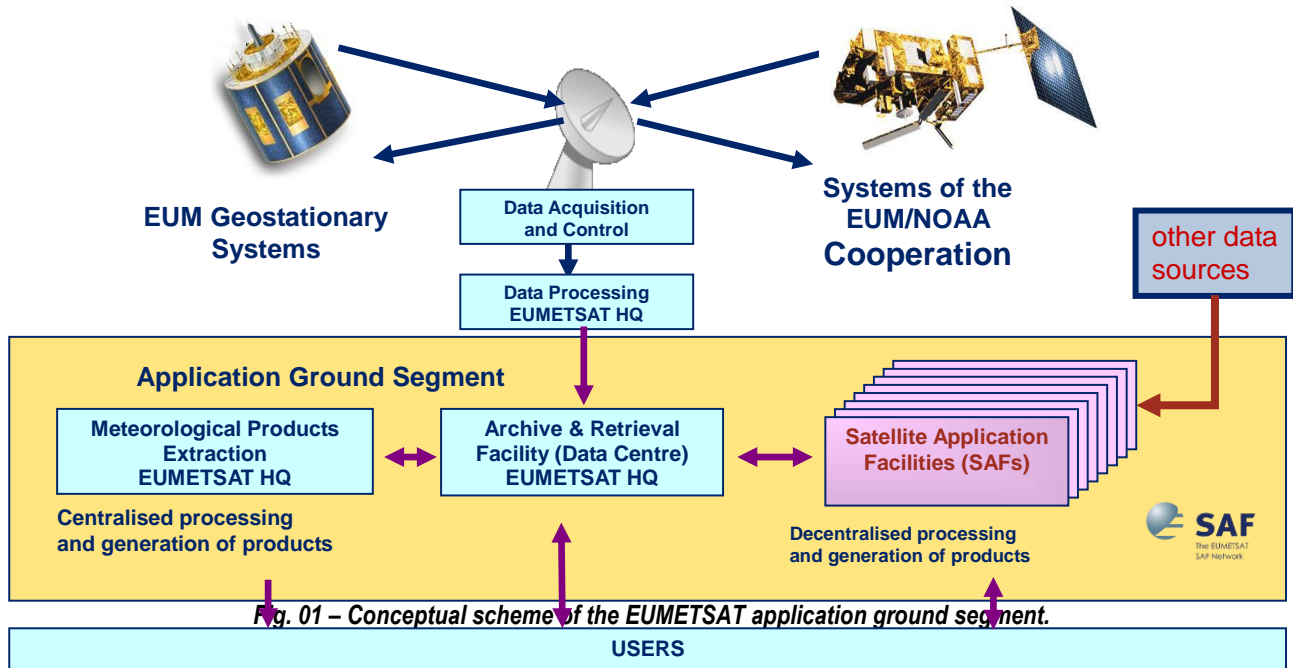 EUM Geostationary
Systems
Data Acquisition
and Control
Systems of the
EUM/NOAA
Cooperation
other data
sources
Data Processing
EUMETSAT HQ
Application Ground Segment
Meteorological Products
Extraction
EUMETSAT HQ
Archive & Retrieval
Facility (Data Centre)
EUMETSAT HQ
Satellite Application
Facilities (SAFs)
Centralised processing
and generation of products
Decentralised processing
and generation of products
SAF
The EUMETSAT
SAF Network
Fig. 01 – Conceptual scheme of the EUMETSAT application ground segment.
USERS